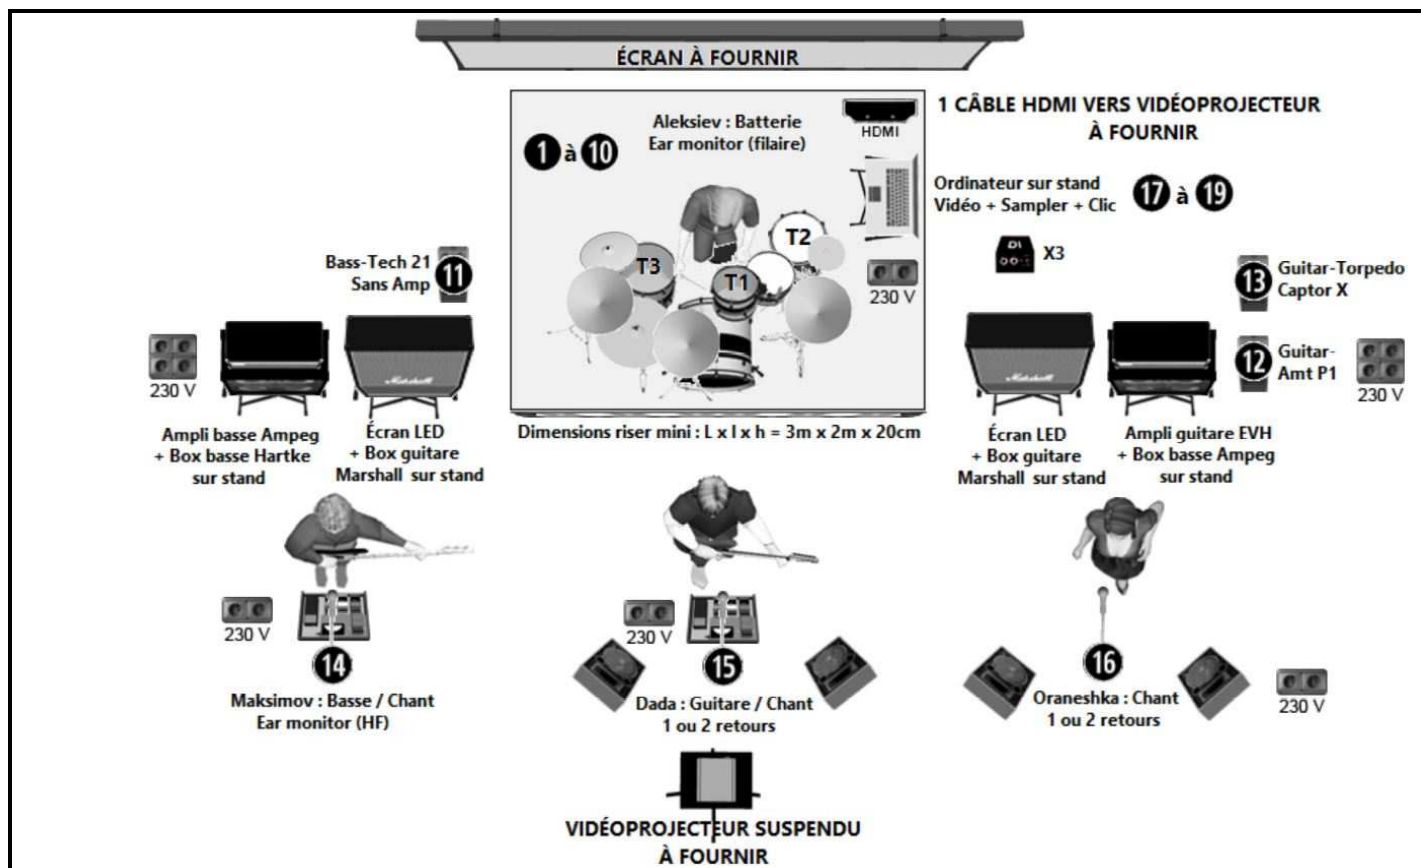 ÉCRAN À FOURNIR
Aleksiev : Batterie
Ear monitor (filaire)
1 à 10
HDMI
1 CÂBLE HDMI VERS VIDÉOPROJECTEUR
À FOURNIR
Ordinateur sur stand
Vidéo + Sampler + Clic
17 à 19
DI
X3
T1
T2
T3
230 V
Bass-Tech 21
Sans Amp
11
13
Guitar-Torpedo
Captor X
12
Guitar-
Amt P1
230 V
Marshall
Marshall
230 V
Ampli basse Ampeg
+ Box basse Hartke
sur stand
Écran LED
+ Box guitare
Marshall sur stand
Dimensions riser mini : L x l x h = 3m x 2m x 20cm
Écran LED
+ Box guitare
Marshall sur stand
Ampli guitare EVH
+ Box basse Ampeg
sur stand
230 V
14
Maksimov : Basse / Chant
Ear monitor (HF)
230 V
15
Dada : Guitare / Chant
1 ou 2 retours
16
Oraneshka : Chant
1 ou 2 retours
230 V
VIDÉOPROJECTEUR SUSPENDU
À FOURNIR